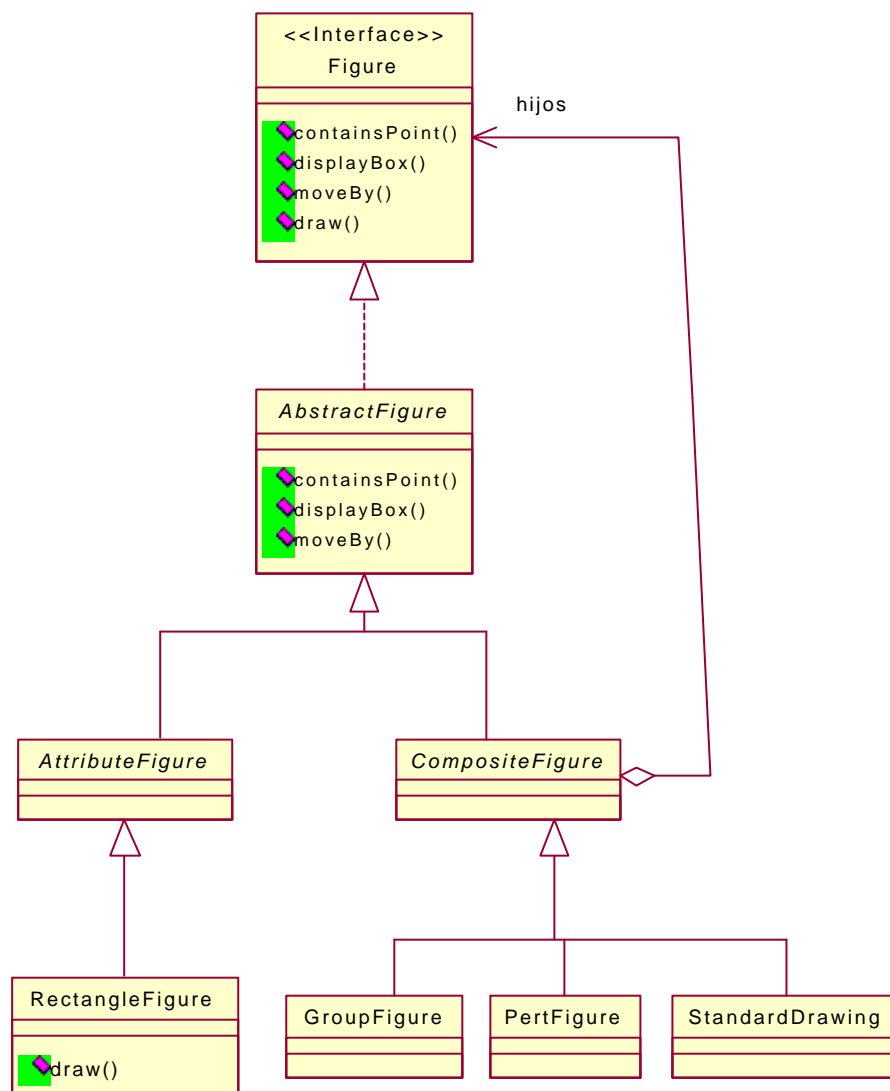 <<Interface>>
Figure
containsPoint()
displayBox()
moveBy()
draw()
hijos
AbstractFigure
containsPoint()
displayBox()
moveBy()
AttributeFigure
CompositeFigure
RectangleFigure
draw()
GroupFigure
PertFigure
StandardDrawing